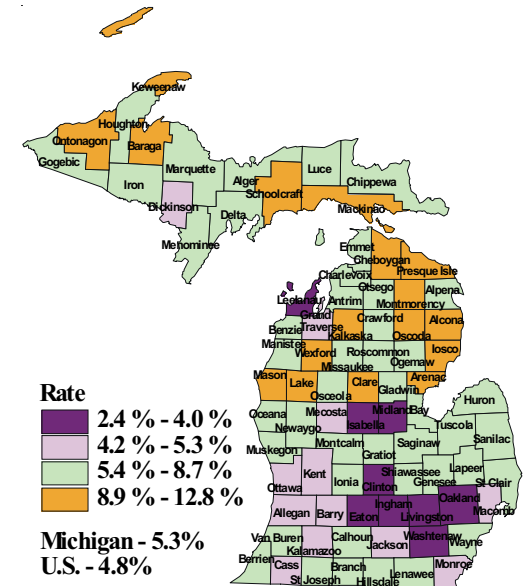 Keweenaw
Houghton
Ontonagon
Baraga
Gogebic
Marquette
Luce
Alger
Chippewa
Iron
Schoolcraft
Dickinson
Mackinac
Delta
Menominee
Emmet
Cheboygan
Presque Isle
Charlevoix
Otsego
Alpena
Leelanau
Antrim
Montmorency
Grand
Traverse
Crawford
Alcona
Benzie
Kalkaska
Oscoda
Manistee
Wexford
Roscommon
Iosco
Missaukee
Ogemaw
Mason
Lake
Clare
Arenac
Osceola
Gladwin
Huron
Rate
2.4 % - 4.0 %
4.2 % - 5.3 %
5.4 % - 8.7 %
8.9 % - 12.8 %
Michigan - 5.3%
U.S. - 4.8%
Oceana
Mecosta
Isabella
Midland
Bay
Newaygo
Tuscola
Sanilac
Muskegon
Montcalm
Saginaw
Gratiot
Kent
Shiawassee
Lapeer
Ottawa
Ionia
Clinton
Genesee
St Clair
Oakland
Macomb
Allegan
Barry
Eaton
Ingham
Livingston
Van Buren
Calhoun
Washtenaw
Wayne
Kalamazoo
Jackson
Berrien
Cass
Branch
Monroe
St Joseph
Hillsdale
Lenawee